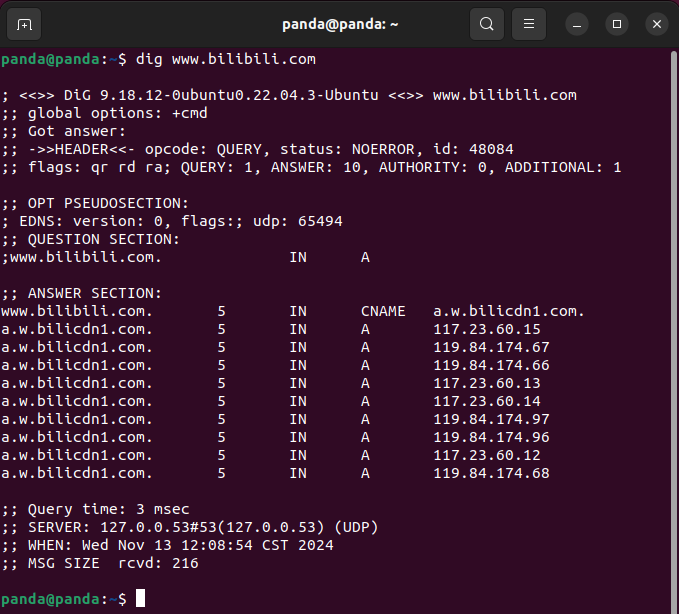 panda@panda: ~
panda@panda:~$ dig www.bilibili.com
; <<>> DiG 9.18.12-0ubuntu0.22.04.3-Ubuntu <<>> www.bilibili.com
;; global options: +cmd
;; Got answer:
;; ->>HEADER<<- opcode: QUERY, status: NOERROR, id: 48084
;; flags: qr rd ra; QUERY: 1, ANSWER: 10, AUTHORITY: 0, ADDITIONAL: 1
;; OPT PSEUDOSECTION:
; EDNS: version: 0, flags:; udp: 65494
;; QUESTION SECTION:
;www.bilibili.com. IN A
;; ANSWER SECTION:
www.bilibili.com. 5 IN CNAME a.w.bilicdn1.com.
a.w.bilicdn1.com. 5 IN A 117.23.60.15
a.w.bilicdn1.com. 5 IN A 119.84.174.67
a.w.bilicdn1.com. 5 IN A 119.84.174.66
a.w.bilicdn1.com. 5 IN A 117.23.60.13
a.w.bilicdn1.com. 5 IN A 117.23.60.14
a.w.bilicdn1.com. 5 IN A 119.84.174.97
a.w.bilicdn1.com. 5 IN A 119.84.174.96
a.w.bilicdn1.com. 5 IN A 117.23.60.12
a.w.bilicdn1.com. 5 IN A 119.84.174.68
;; Query time: 3 msec
;; SERVER: 127.0.0.53#53(127.0.0.53) (UDP)
;; WHEN: Wed Nov 13 12:08:54 CST 2024
;; MSG SIZE  rcvd: 216
panda@panda:~$